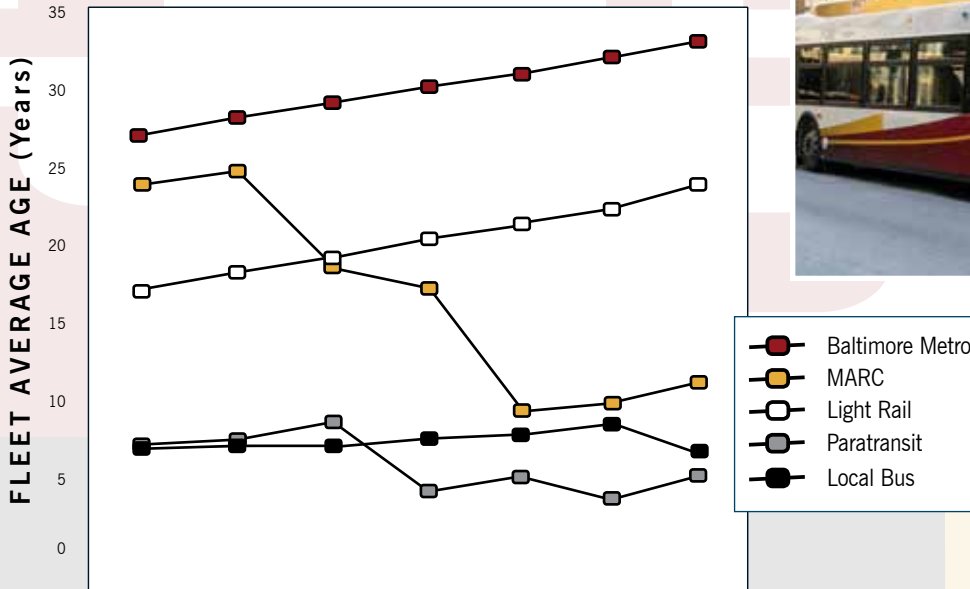 FLEET AVERAGE AGE (Years)
35
30
25
20
15
10
5
0
Baltimore Metro
MARC
Light Rail
Paratransit
Local Bus